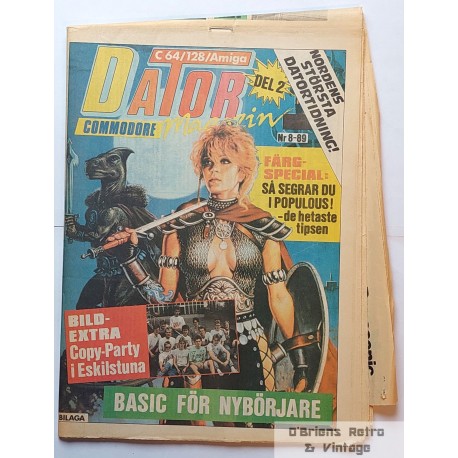 C 64/128/Amiga
DATOR
DEL 2
COMMODORE
magazin
Nr 8-89
NORDENS
STÖRSTA
DATORTIDNING!
FÄRG-
SPECIAL:
SÅ SEGRAR DU
I POPULOUS!
-de hetaste
tipsen
BILD-
EXTRA
Copy-Party
i Eskilstuna
BASIC FÖR NYBÖRJARE
BILAGA
O'Briens Retro
& Vintage